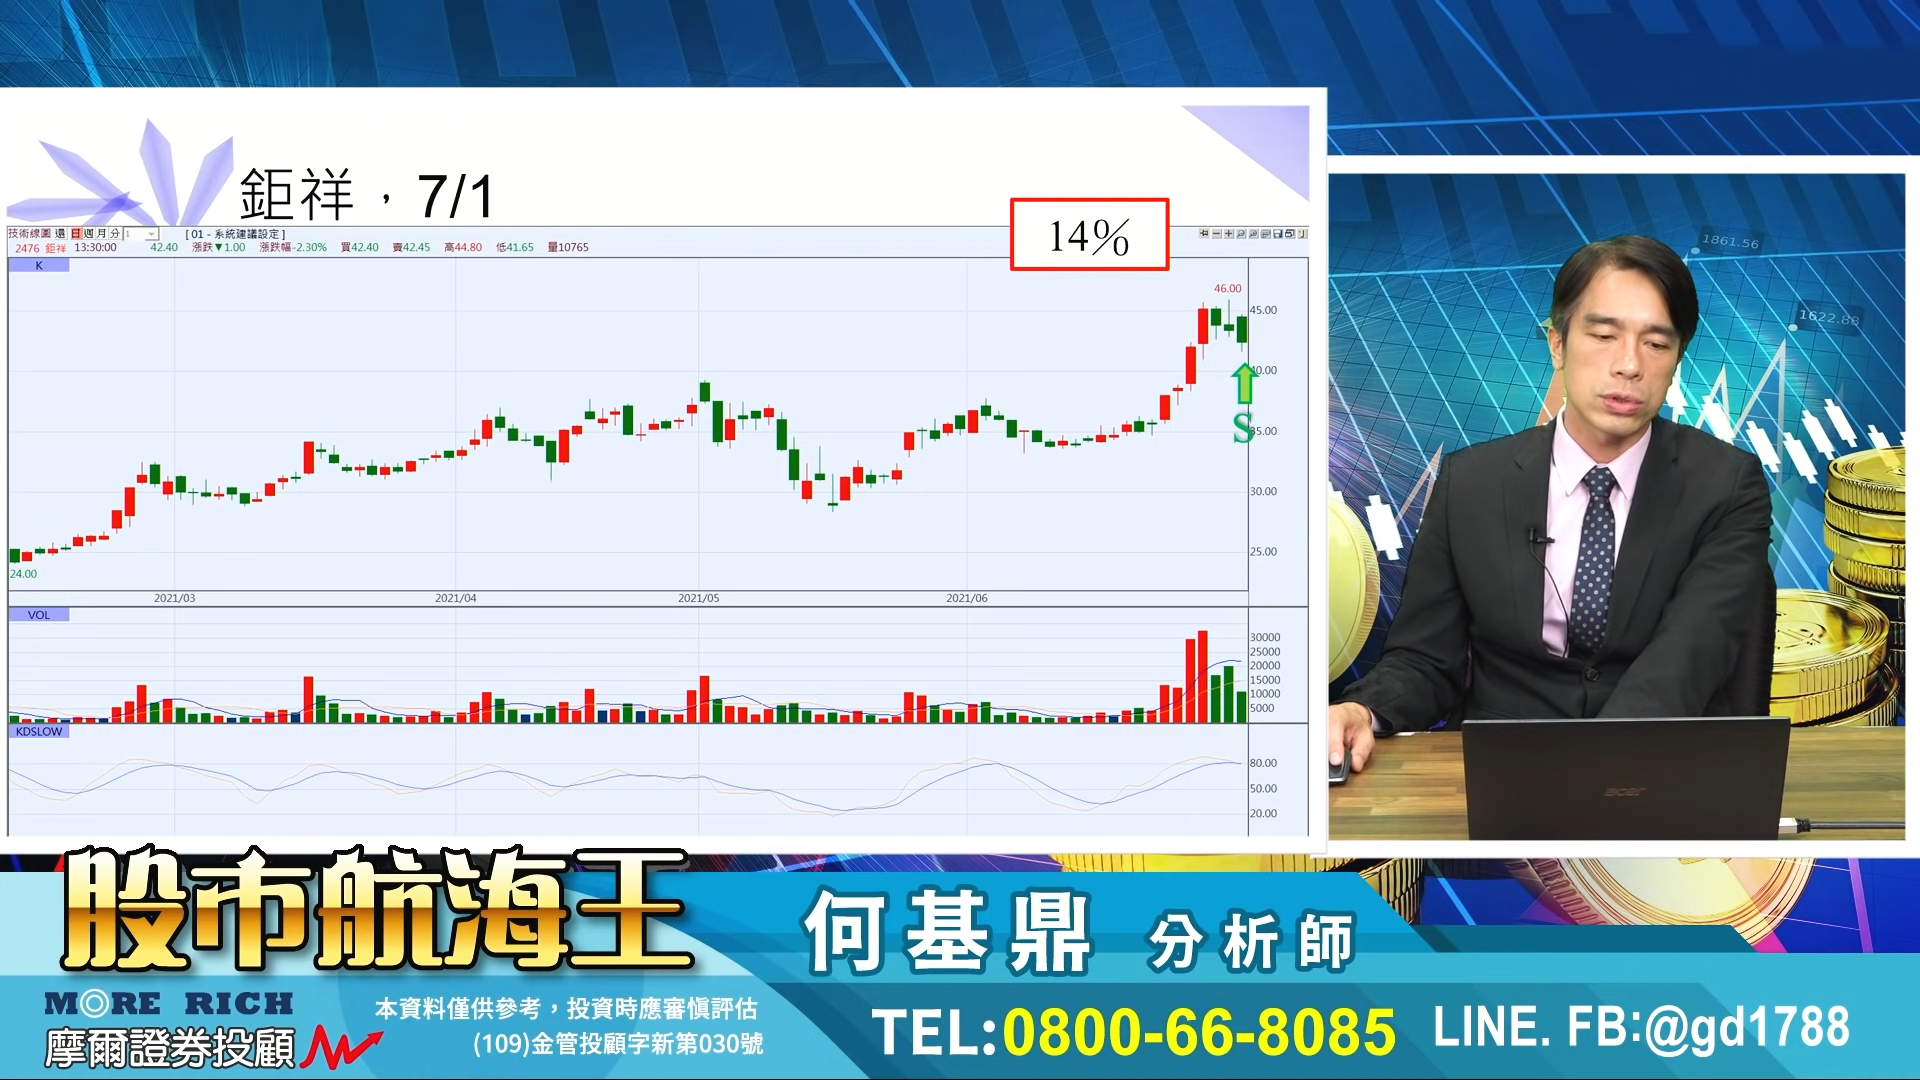 鉅祥，7/1
14%
技術線圖 還 日 週 月 分 1 [ 01 - 系統建議設定 ]
2476 鉅祥 13:30:00 42.40 漲跌▼1.00 漲跌幅-2.30% 買42.40 賣42.45 高44.80 低41.65 量10765
K
46.00
45.00
40.00
S
35.00
30.00
25.00
24.00
2021/03 2021/04 2021/05 2021/06
VOL
30000
25000
20000
15000
10000
5000
KDSLOW
80.00
50.00
20.00
1861.56
1622.88
acer
股市航海王
何基鼎 分析師
MORE RICH
摩爾證券投顧
本資料僅供參考，投資時應審慎評估
(109)金管投顧字新第030號
TEL:0800-66-8085
LINE. FB:@gd1788